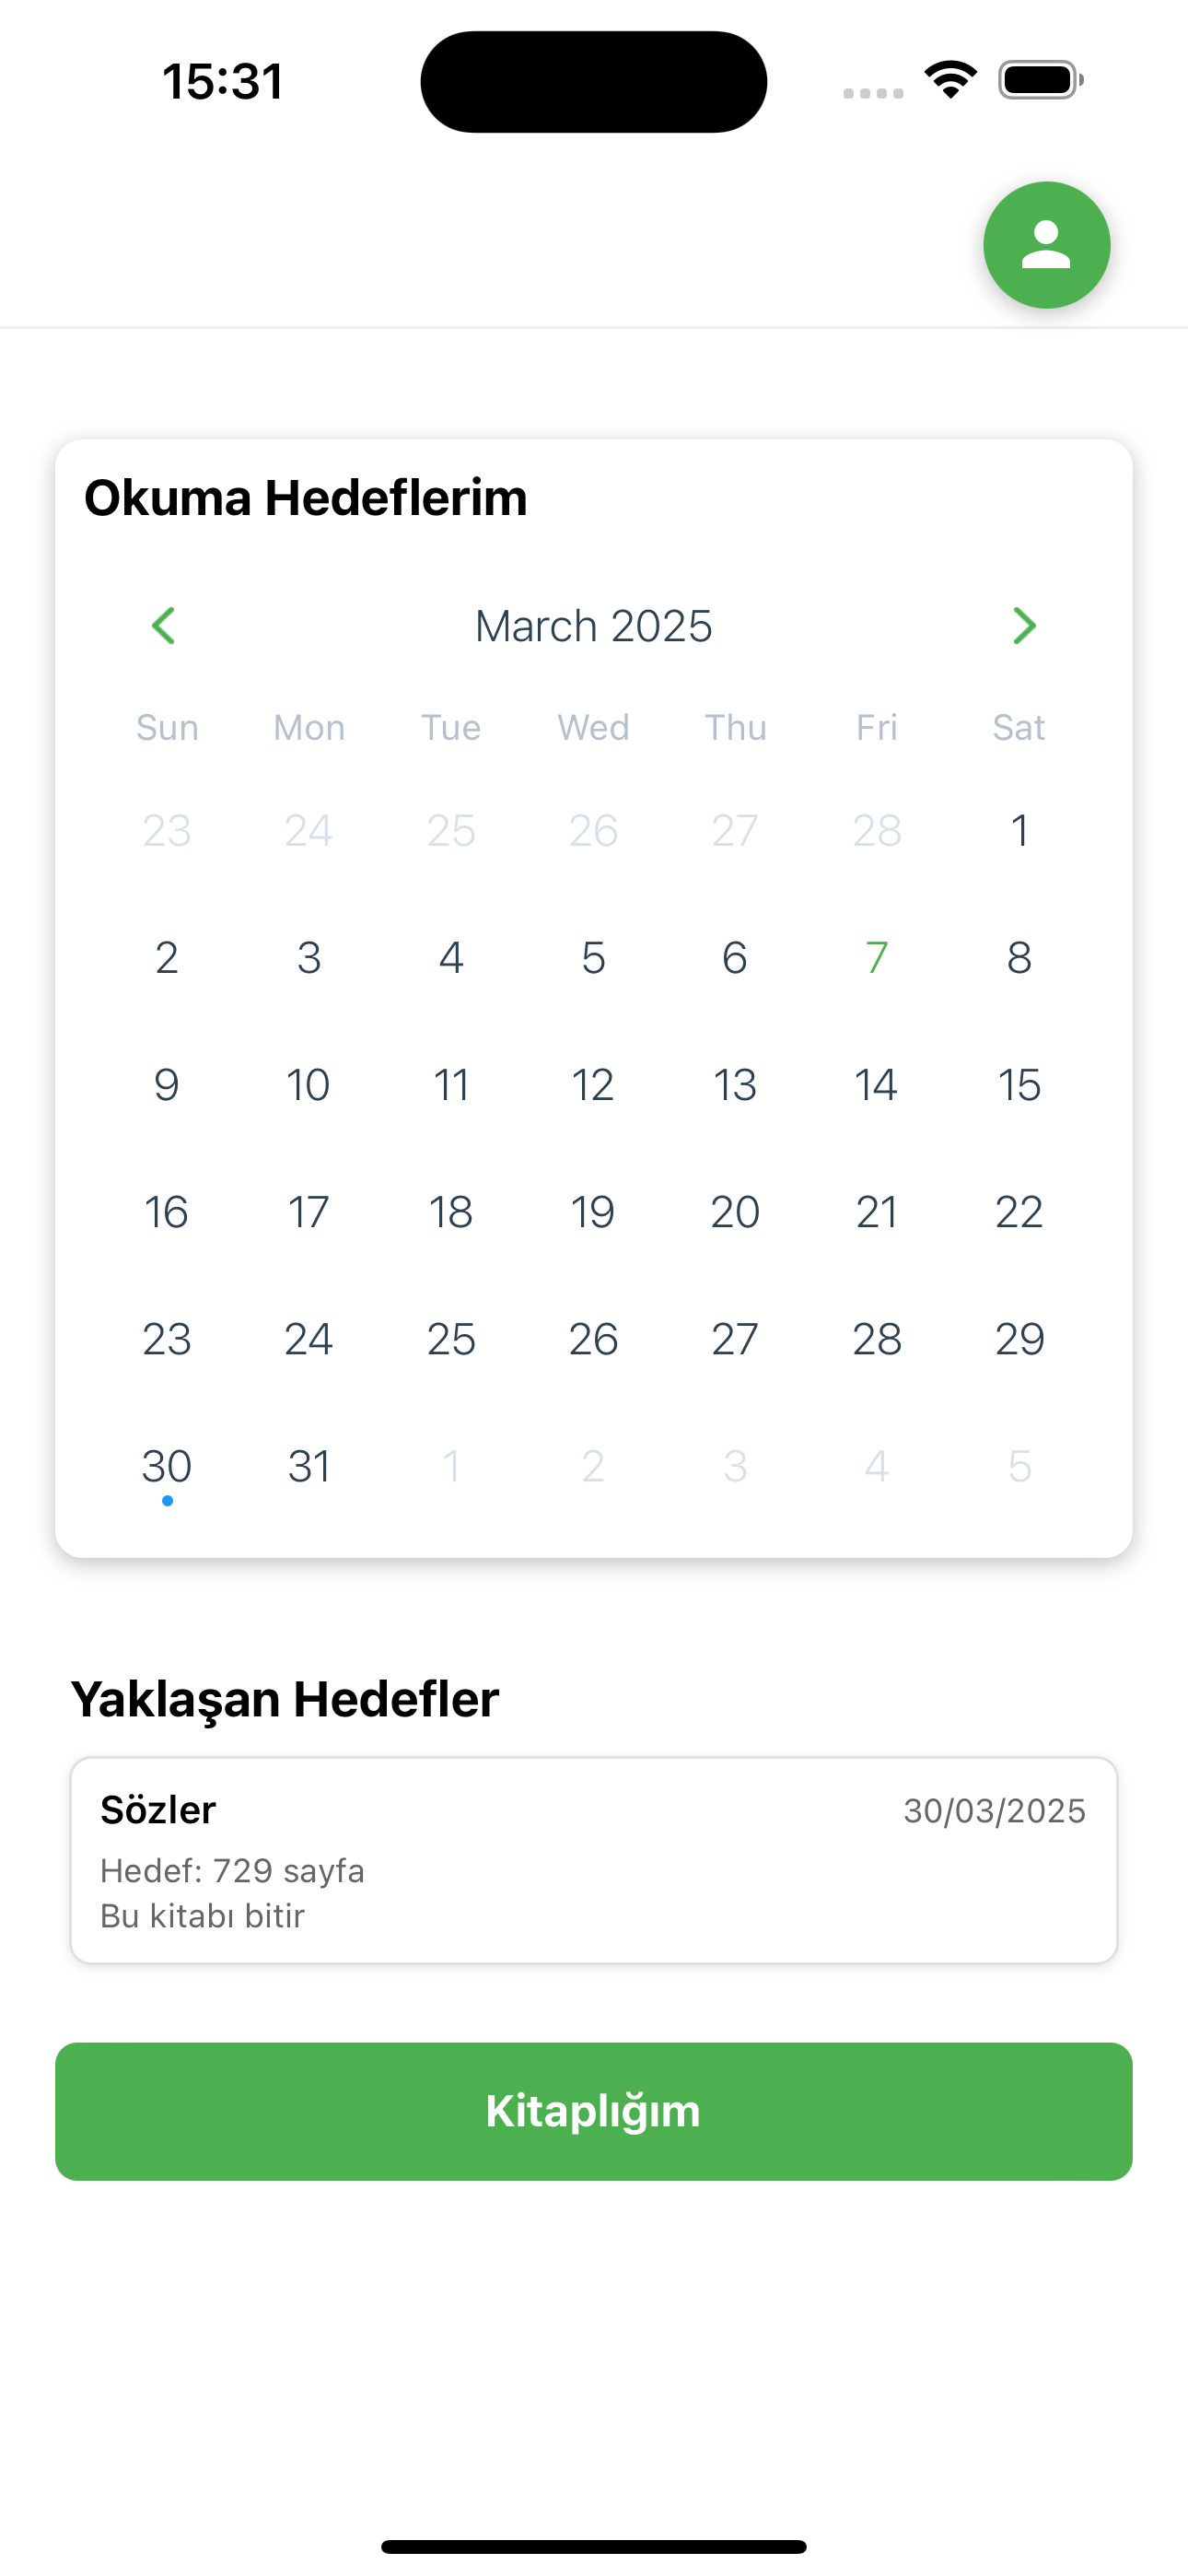 15:31
Okuma Hedeflerim
March 2025
Sun Mon Tue Wed Thu Fri Sat
23 24 25 26 27 28 1
2 3 4 5 6 7 8
9 10 11 12 13 14 15
16 17 18 19 20 21 22
23 24 25 26 27 28 29
30 31 1 2 3 4 5
Yaklaşan Hedefler
Sözler 30/03/2025
Hedef: 729 sayfa
Bu kitabı bitir
Kitaplığım